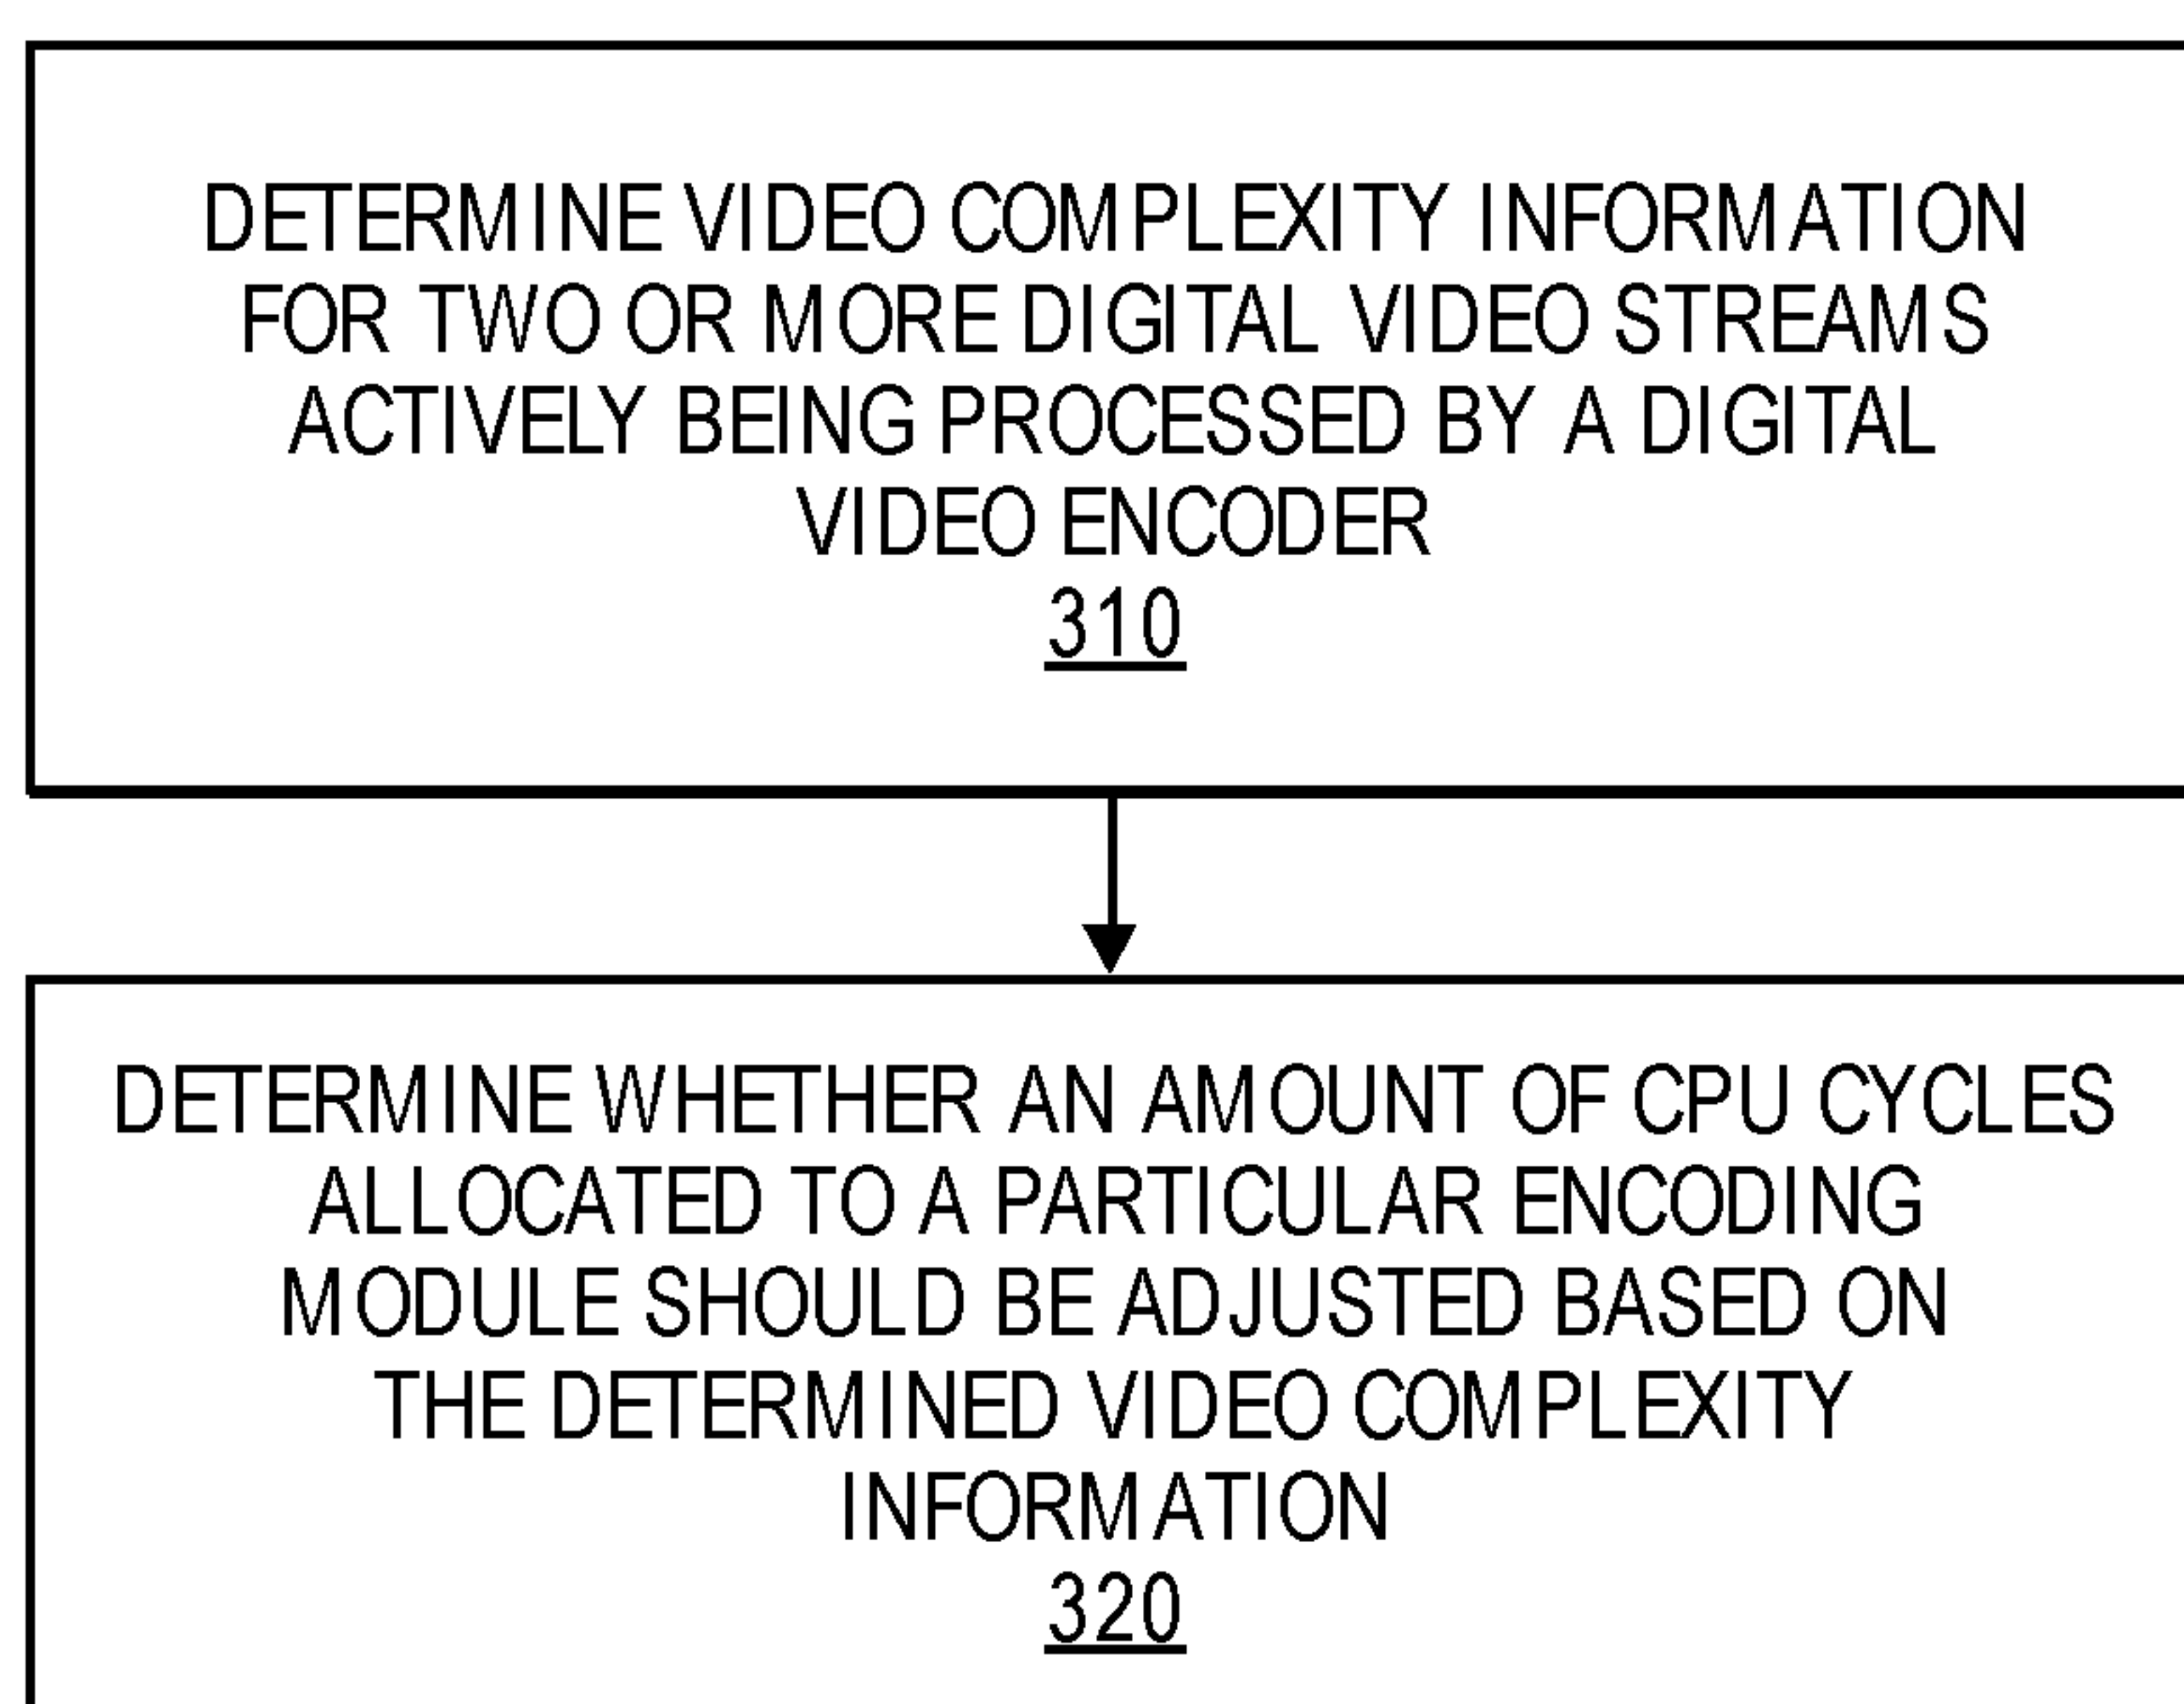 DETERMINE VIDEO COMPLEXITY INFORMATION
FOR TWO OR MORE DIGITAL VIDEO STREAMS
ACTIVELY BEING PROCESSED BY A DIGITAL
VIDEO ENCODER
310
DETERMINE WHETHER AN AMOUNT OF CPU CYCLES
ALLOCATED TO A PARTICULAR ENCODING
MODULE SHOULD BE ADJUSTED BASED ON
THE DETERMINED VIDEO COMPLEXITY
INFORMATION
320